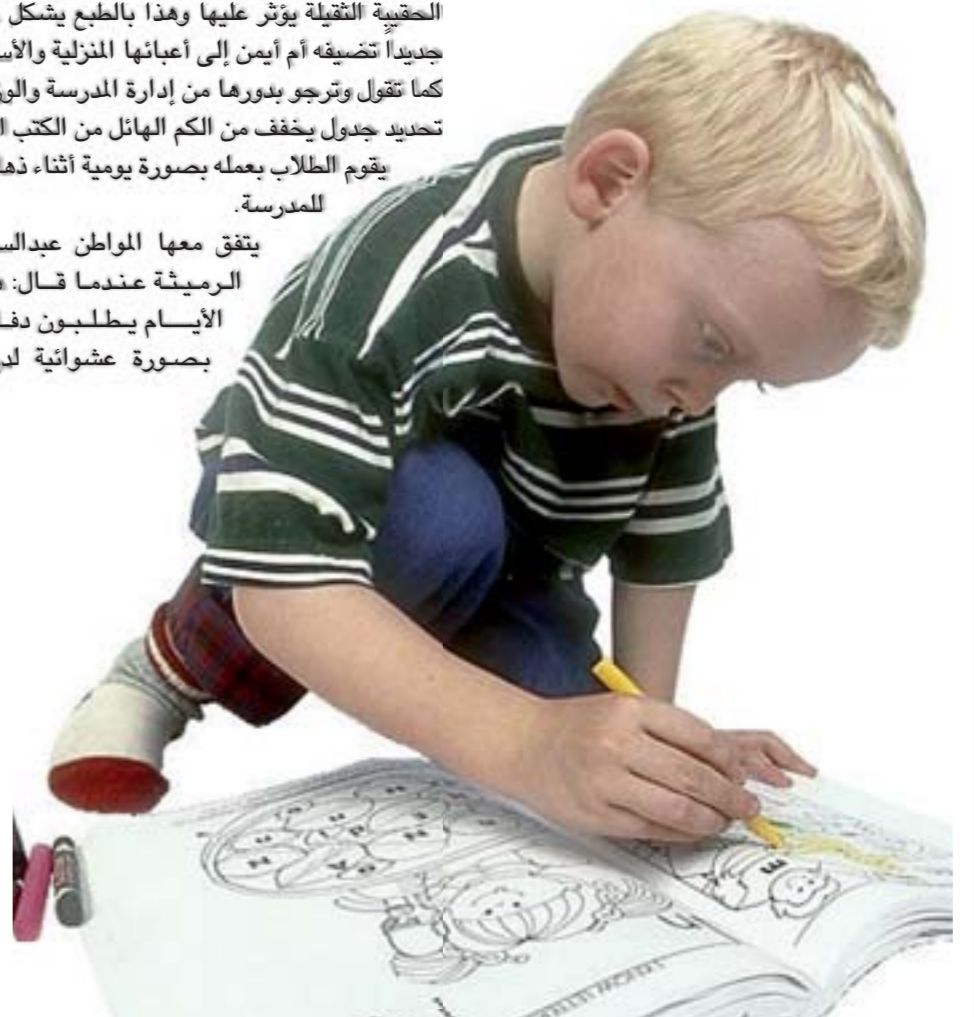 الحقيبة الثقيلة يؤثر عليها وهذا بالطبع يشكل
جديداً تضيفه أم أيمن إلى أعبائها المنزلية والأس
كما تقول وترجو بدورها من إدارة المدرسة والوز
تحديد جدول يخفف من الكم الهائل من الكتب ا
يقوم الطلاب بعمله بصورة يومية أثناء ذها
للمدرسة.
يتفق معها المواطن عبدالس
الرميثة عندما قال:
الأيام يطلبون دفا
بصورة عشوائية لد